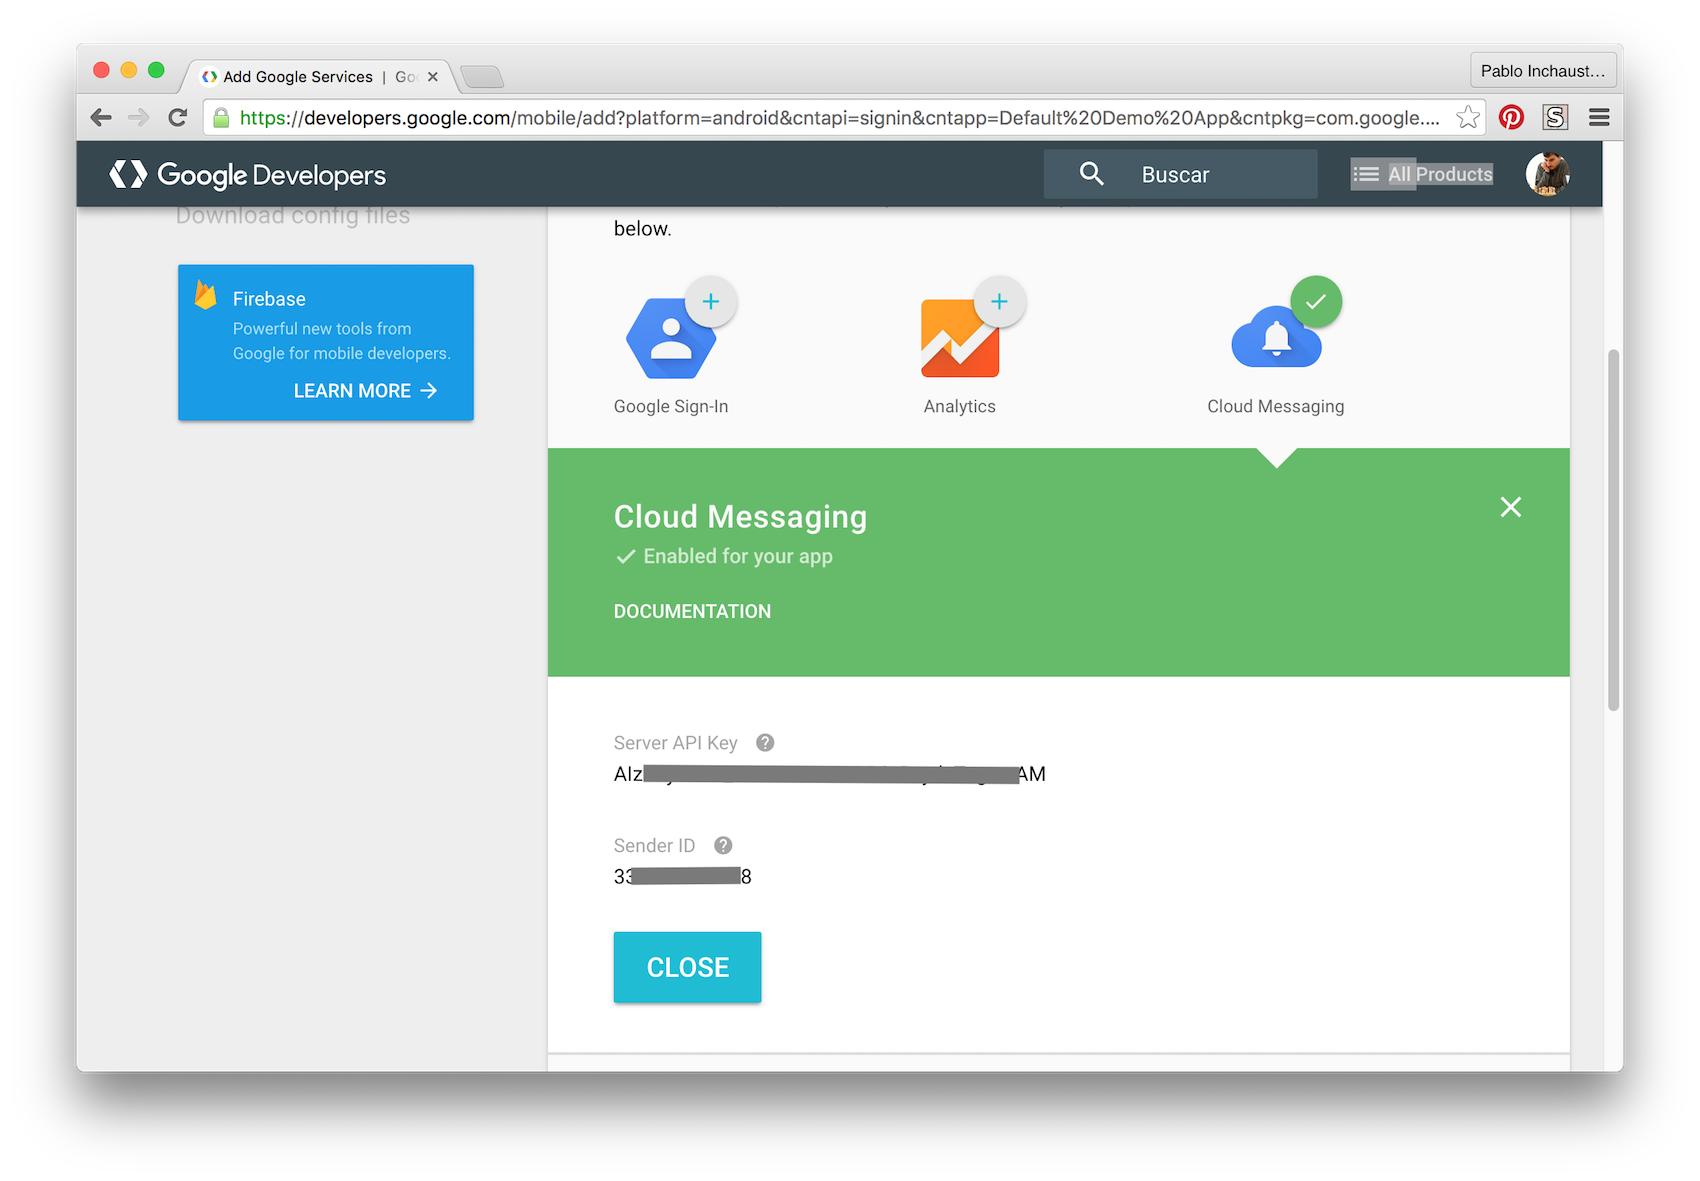 Add Google Services | Go
Pablo Inchaust...
https://developers.google.com/mobile/add?platform=android&cntapi=signin&cntapp=Default%20Demo%20App&cntpkg=com.google....
Google Developers
Buscar
All Products
Download config files
below.
Firebase
Powerful new tools from
Google for mobile developers.
LEARN MORE
Google Sign-In
Analytics
Cloud Messaging
Cloud Messaging
Enabled for your app
DOCUMENTATION
Server API Key
AIz AM
Sender ID
33 8
CLOSE